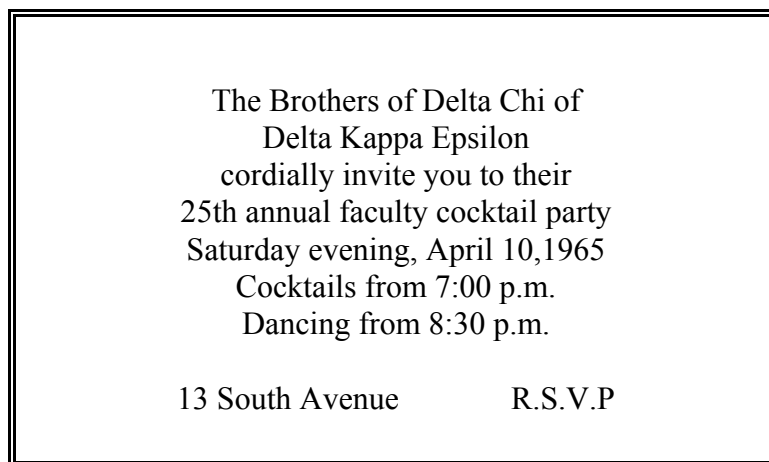 The Brothers of Delta Chi of
Delta Kappa Epsilon
cordially invite you to their
25th annual faculty cocktail party
Saturday evening, April 10,1965
Cocktails from 7:00 p.m.
Dancing from 8:30 p.m.
13 South Avenue R.S.V.P